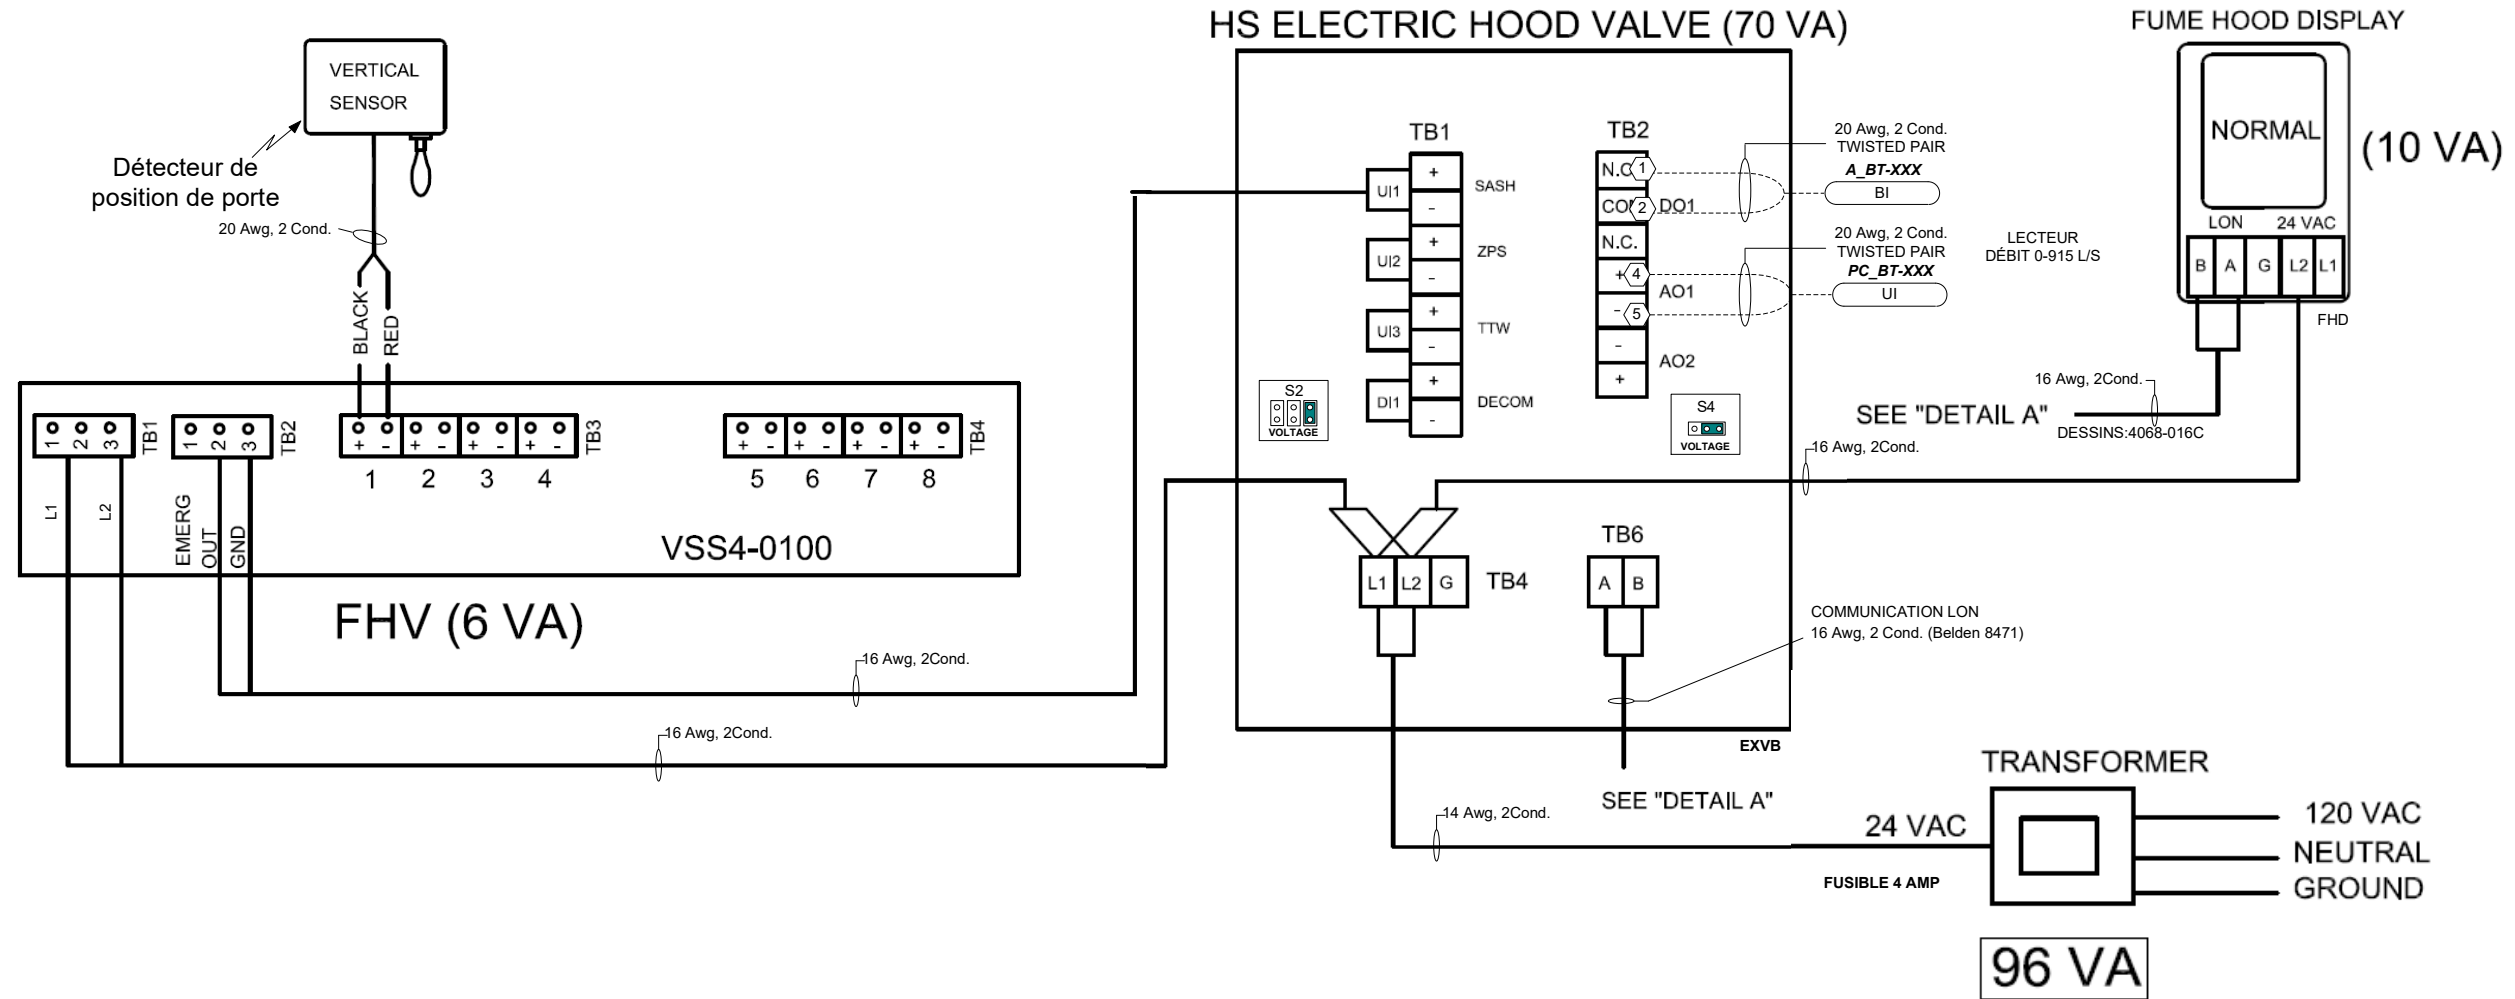 HS ELECTRIC HOOD VALVE (70 VA)
FUME HOOD DISPLAY
VERTICAL
SENSOR
Détecteur de
position de porte
20 Awg, 2 Cond.
BLACK
RED
1 2 3 TB1
1 2 3 TB2
+ - + - + - + - TB3
1 2 3 4
+ - + - + - + - TB4
5 6 7 8
L1
L2
EMERG
OUT
GND
VSS4-0100
FHV (6 VA)
16 Awg, 2Cond.
16 Awg, 2Cond.
TB1
UI1 + - SASH
UI2 + - ZPS
UI3 + - TTW
DI1 + - DECOM
S2
VOLTAGE
TB2
N.C 1
CO 2 DO1
N.C.
+ 4
AO1
- 5
-
AO2
+
S4
VOLTAGE
20 Awg, 2 Cond.
TWISTED PAIR
A_BT-XXX
BI
20 Awg, 2 Cond.
TWISTED PAIR
PC_BT-XXX
UI
LECTEUR
DÉBIT 0-915 L/S
NORMAL
(10 VA)
LON 24 VAC
B A G L2 L1
FHD
16 Awg, 2Cond.
SEE "DETAIL A"
DESSINS:4068-016C
16 Awg, 2Cond.
L1 L2 G TB4
TB6
A B
COMMUNICATION LON
16 Awg, 2 Cond. (Belden 8471)
EXVB
SEE "DETAIL A"
14 Awg, 2Cond.
24 VAC
FUSIBLE 4 AMP
TRANSFORMER
120 VAC
NEUTRAL
GROUND
96 VA